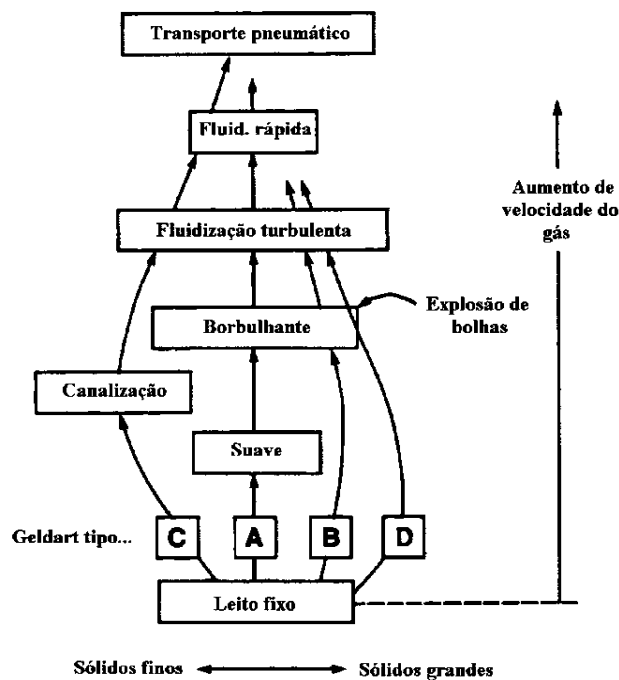 Transporte pneumático
Fluid. rápida
Fluidização turbulenta
Aumento de
velocidade do
gás
Borbulhante
Explosão de
bolhas
Canalização
Suave
Geldart tipo...
C
A
B
D
Leito fixo
Sólidos finos
Sólidos grandes